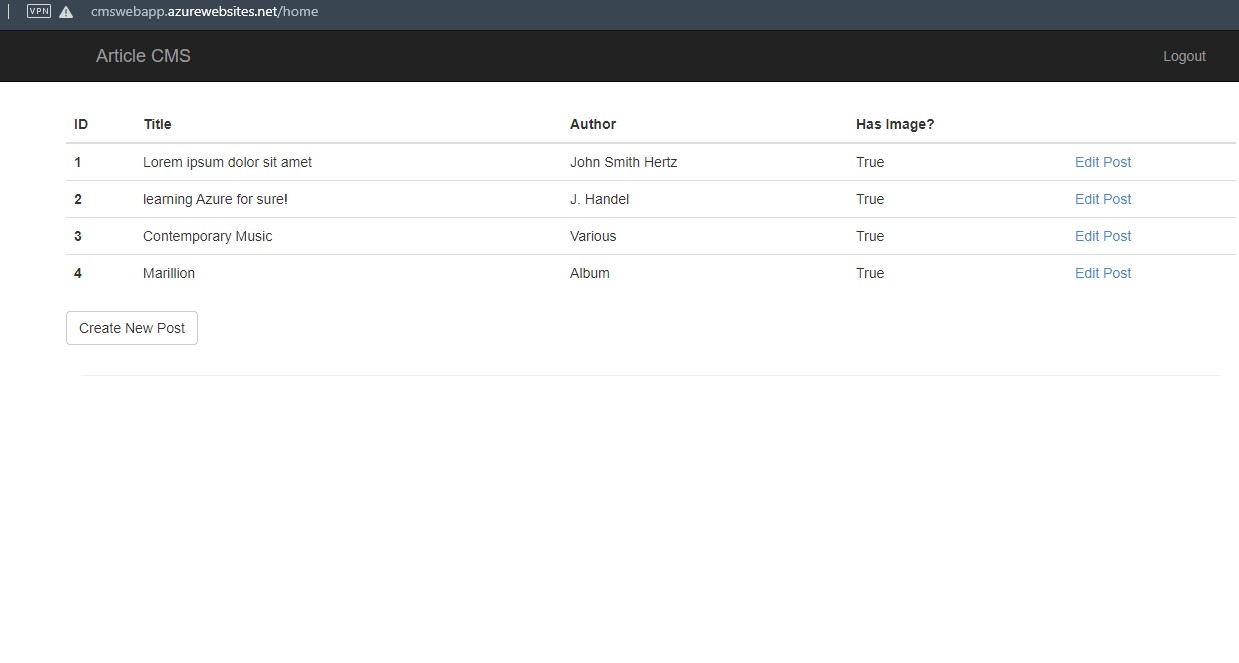 VPN cmswebapp.azurewebsites.net/home
Article CMS Logout
ID Title Author Has Image?
1 Lorem ipsum dolor sit amet John Smith Hertz True Edit Post
2 learning Azure for sure! J. Handel True Edit Post
3 Contemporary Music Various True Edit Post
4 Marillion Album True Edit Post
Create New Post